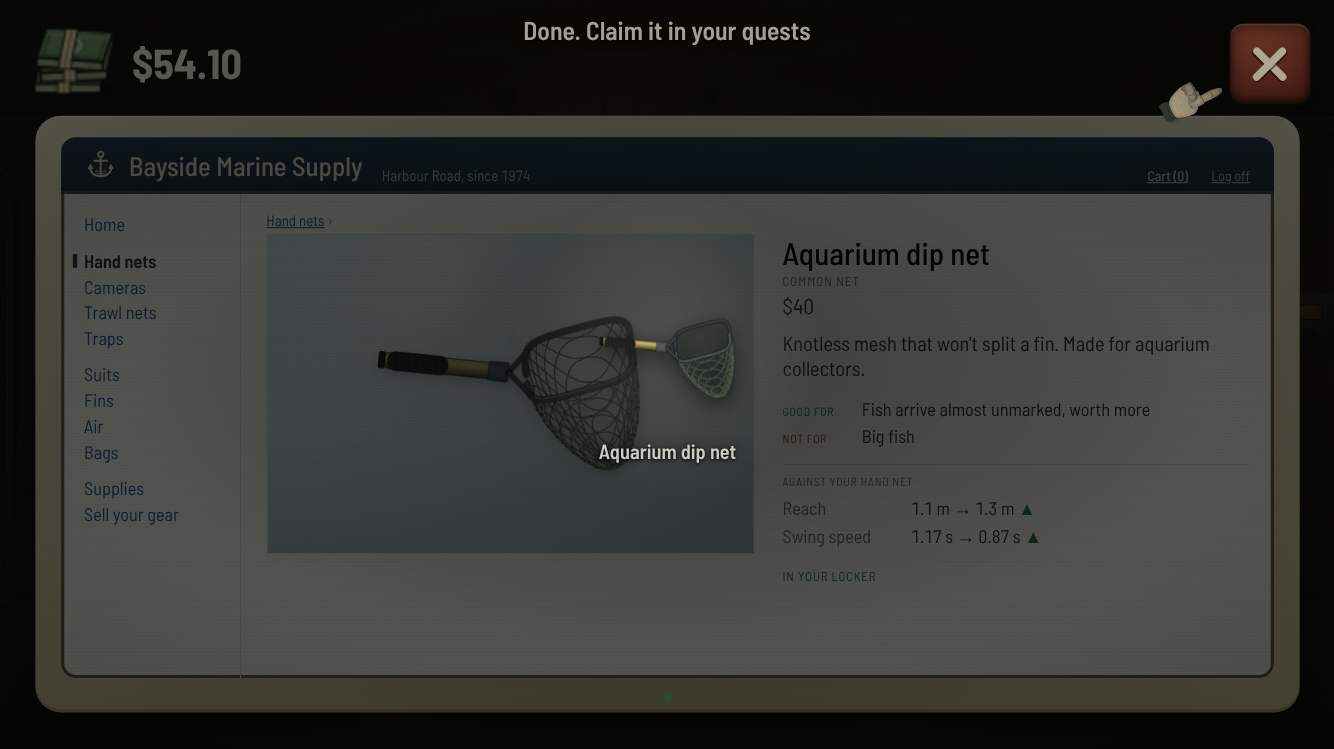 Done. Claim it in your quests
$54.10
Bayside Marine Supply
Harbour Road, since 1974
Cart (0)
Log off
Home
Hand nets
Cameras
Trawl nets
Traps
Suits
Fins
Air
Bags
Supplies
Sell your gear
Hand nets ›
Aquarium dip net
Aquarium dip net
COMMON NET
$40
Knotless mesh that won't split a fin. Made for aquarium
collectors.
GOOD FOR Fish arrive almost unmarked, worth more
NOT FOR Big fish
AGAINST YOUR HAND NET
Reach 1.1 m → 1.3 m ▲
Swing speed 1.17 s → 0.87 s ▲
IN YOUR LOCKER